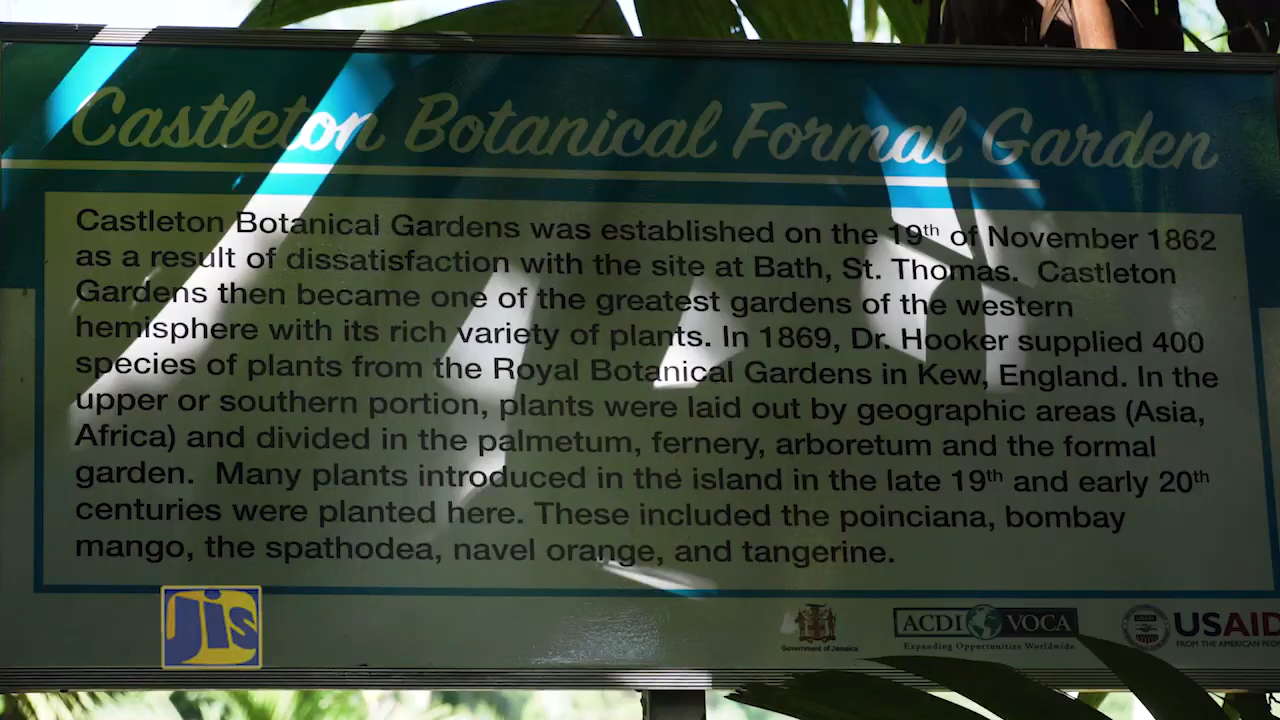 Castleton Botanical Formal Garden
Castleton Botanical Gardens was established on the 19th of November 1862
as a result of dissatisfaction with the site at Bath, St. Thomas. Castleton
Gardens then became one of the greatest gardens of the western
hemisphere with its rich variety of plants. In 1869, Dr. Hooker supplied 400
species of plants from the Royal Botanical Gardens in Kew, England. In the
upper or southern portion, plants were laid out by geographic areas (Asia,
Africa) and divided in the palmetum, fernery, arboretum and the formal
garden. Many plants introduced in the island in the late 19th and early 20th
centuries were planted here. These included the poinciana, bombay
mango, the spathodea, navel orange, and tangerine.
Jis
Government of Jamaica
ACDI VOCA
Expanding Opportunities Worldwide
USAID
FROM THE AMERICAN